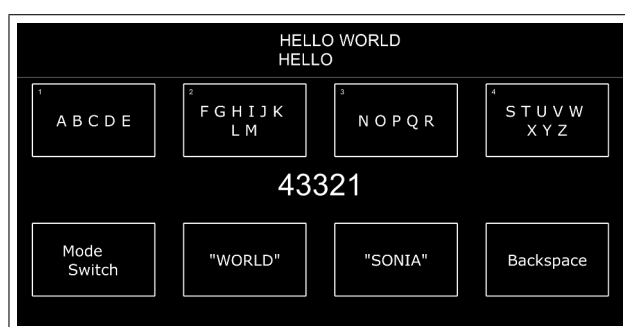 HELLO WORLD
HELLO
1
A B C D E
2
F G H I J K
L M
3
N O P Q R
4
S T U V W
X Y Z
43321
Mode
Switch
"WORLD"
"SONIA"
Backspace